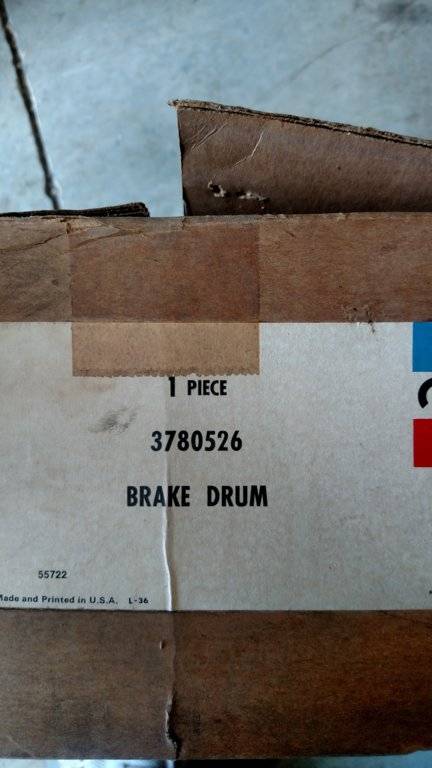 1 PIECE
3780526
BRAKE DRUM
55722
Made and Printed in U.S.A. L-36